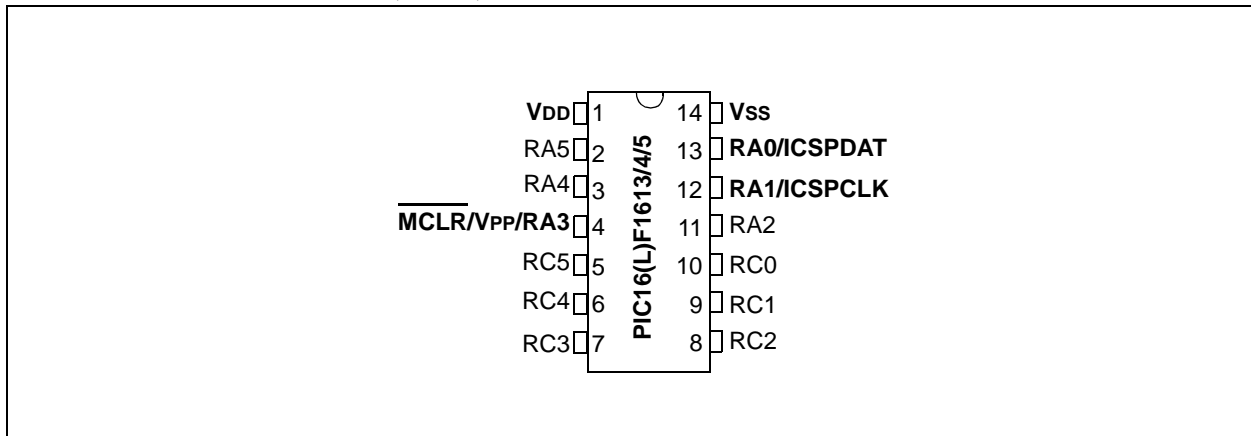 VDD 1 14 VSS
RA5 2 13 RA0/ICSPDAT
RA4 3 12 RA1/ICSPCLK
MCLR/VPP/RA3 4 11 RA2
RC5 5 10 RC0
RC4 6 9 RC1
RC3 7 8 RC2
PIC16(L)F1613/4/5